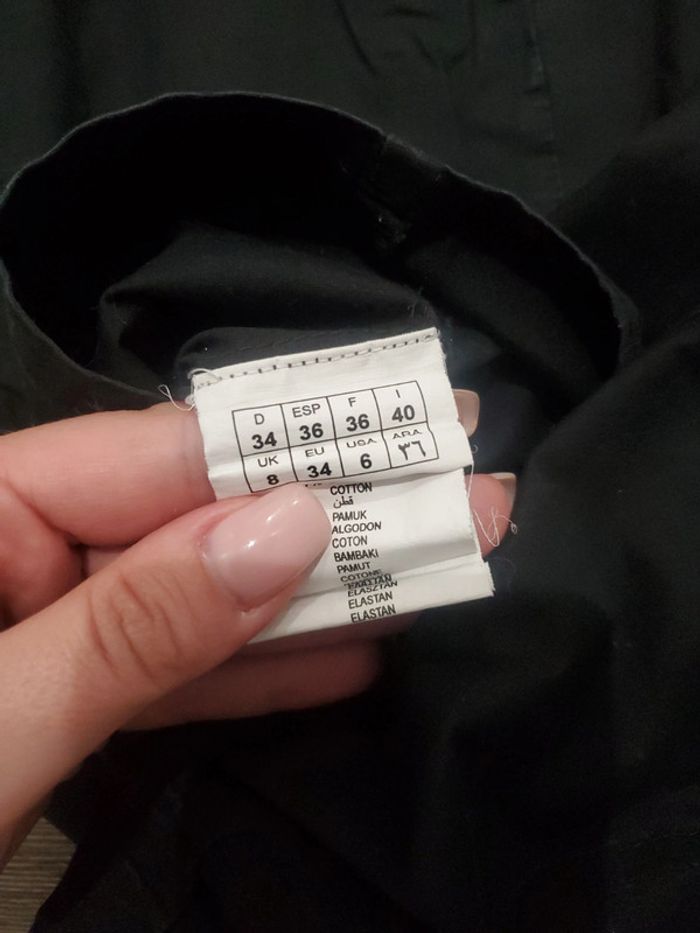 D ESP F I
34 36 36 40
UK EU USA ARA
8 34 6 ٣٦
COTTON
قطن
PAMUK
ALGODON
COTON
BAMBAKI
PAMUT
COTONE
ELASZTAN
ELASTAN
ELASTAN